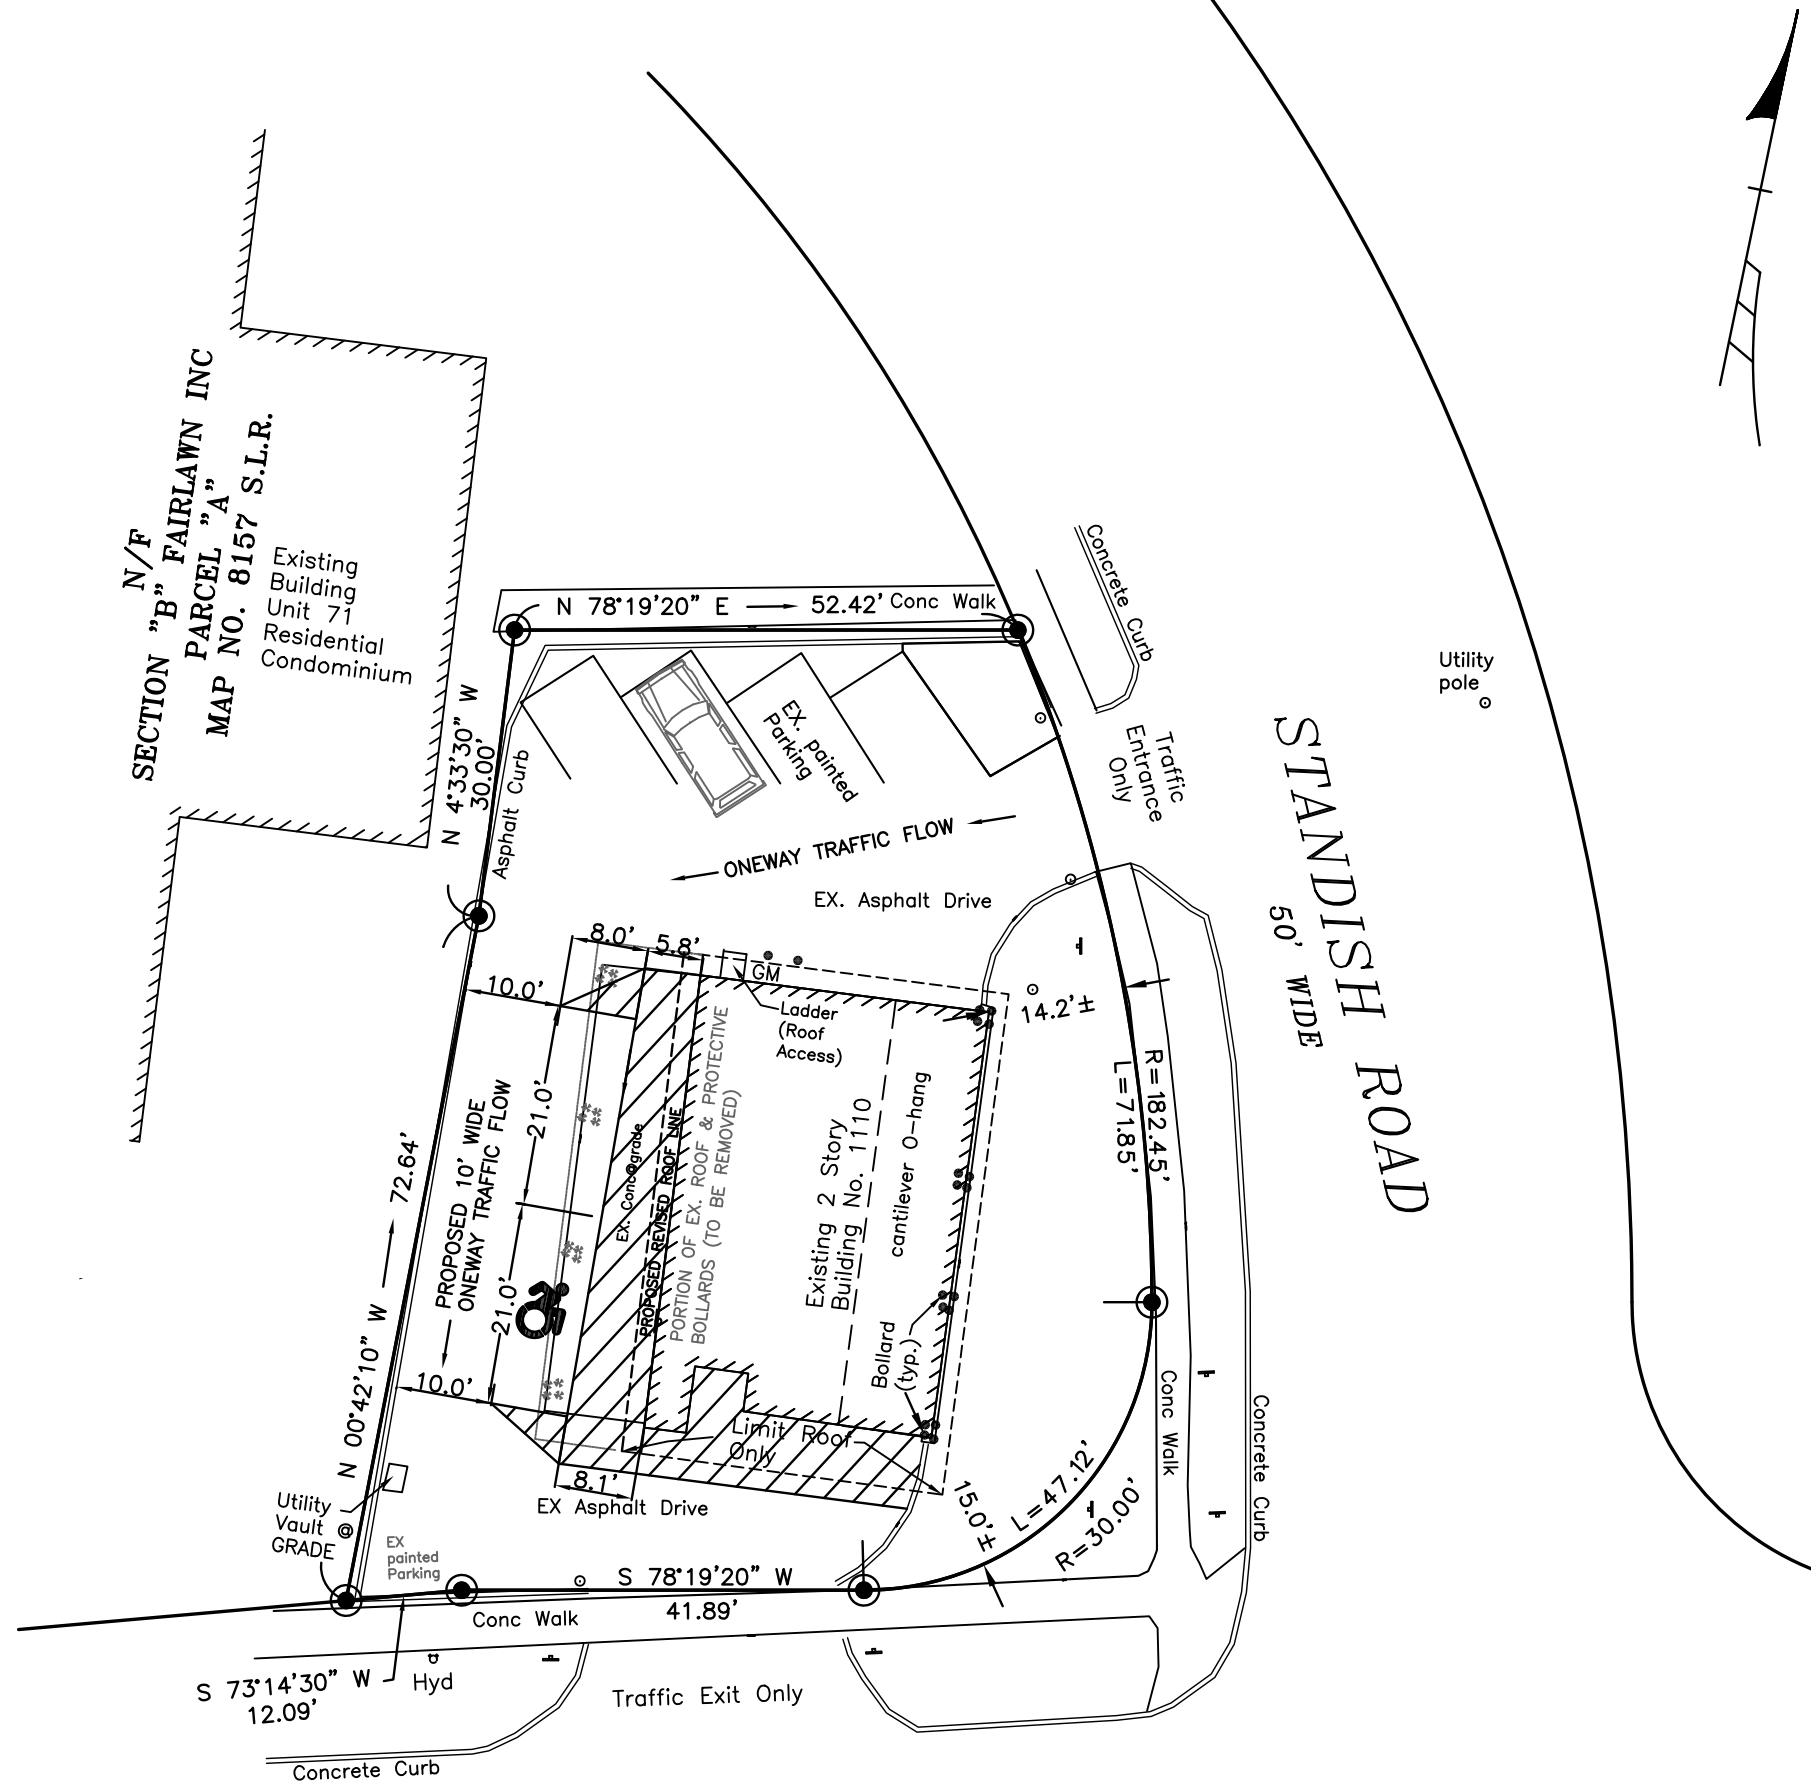 N/F
SECTION "B" FAIRLAWN INC
PARCEL "A"
MAP NO. 8157 S.L.R.
Existing
Building
Unit 71
Residential
Condominium
N 78°19'20" E
52.42'
Conc Walk
Concrete Curb
Utility
pole
N 4°33'30" W
30.00'
Asphalt Curb
EX. painted
Parking
Traffic
Entrance
Only
STANDISH ROAD
50' WIDE
ONEWAY TRAFFIC FLOW
EX. Asphalt Drive
8.0'
5.8'
GM
10.0'
Ladder
(Roof
Access)
14.2'±
R=182.45'
L=71.85'
21.0'
PROPOSED 10' WIDE
ONEWAY TRAFFIC FLOW
EX. Conc@grade
PROPOSED REVISED ROOF LINE
PORTION OF EX. ROOF & PROTECTIVE
BOLLARDS (TO BE REMOVED)
Existing 2 Story
Building No. 1110
cantilever O-hang
Bollard
(typ.)
21.0'
N 00°42'10" W
72.64'
10.0'
Limit Roof
Only
8.1'
EX Asphalt Drive
Conc Walk
Concrete Curb
15.0'±
L=47.12'
R=30.00'
Utility
Vault @
GRADE
EX
painted
Parking
S 78°19'20" W
41.89'
Conc Walk
S 73°14'30" W
12.09'
Hyd
Traffic Exit Only
Concrete Curb